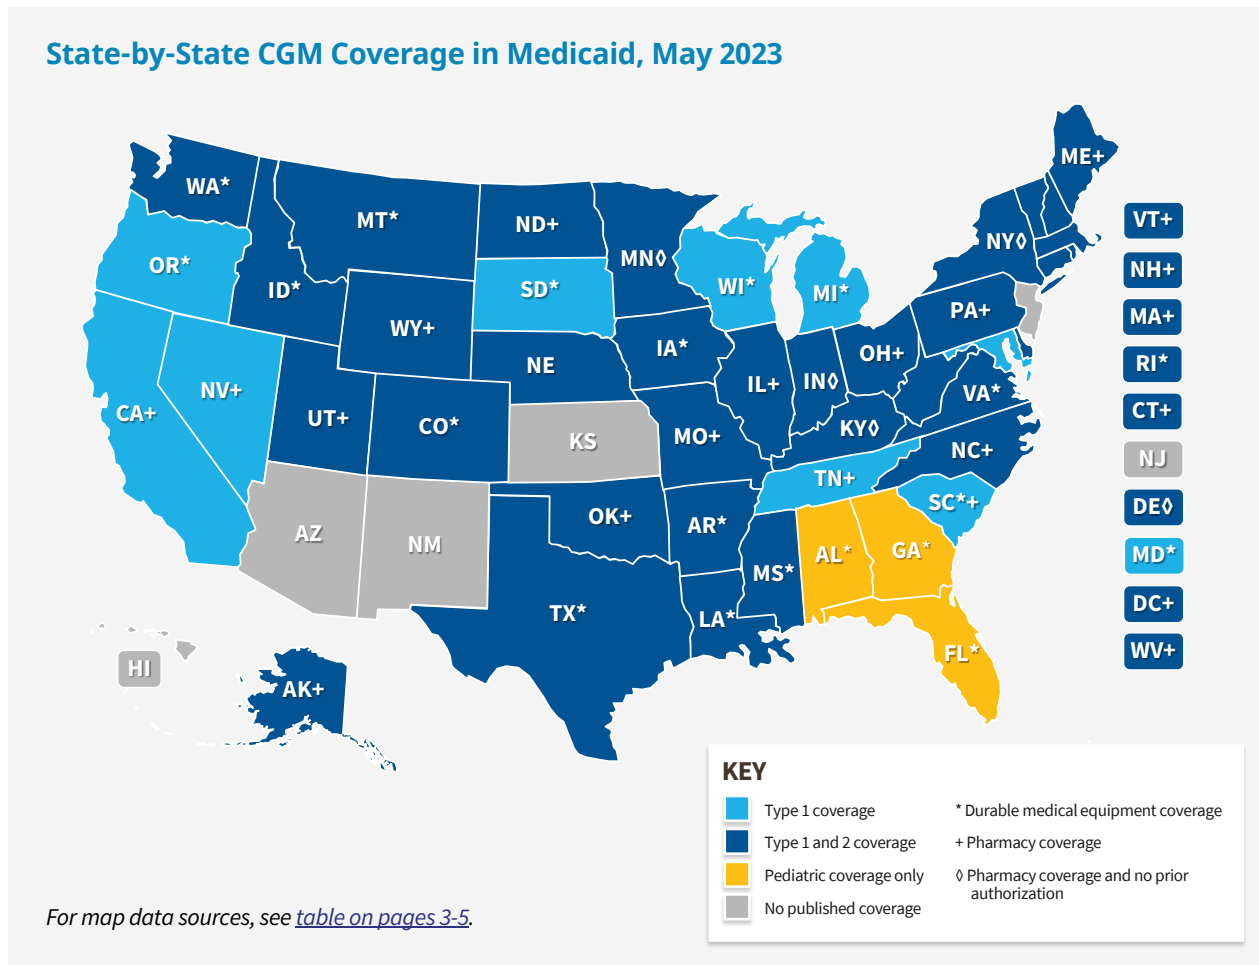 State-by-State CGM Coverage in Medicaid, May 2023
ME+
WA*
MT*
ND+
VT+
MN◊
NY◊
OR*
NH+
ID*
SD*
WI*
MI*
PA+
MA+
WY+
IA*
OH+
RI*
NE
NV+
IL+
IN◊
VA*
CA+
UT+
CO*
CT+
KS
MO+
KY◊
NC+
NJ
TN+
SC*+
DE◊
OK+
AR*
AZ
NM
AL*
GA*
MD*
MS*
TX*
LA*
DC+
FL*
WV+
HI
AK+
KEY
Type 1 coverage
Type 1 and 2 coverage
Pediatric coverage only
No published coverage
* Durable medical equipment coverage
+ Pharmacy coverage
◊ Pharmacy coverage and no prior
authorization
For map data sources, see table on pages 3-5.